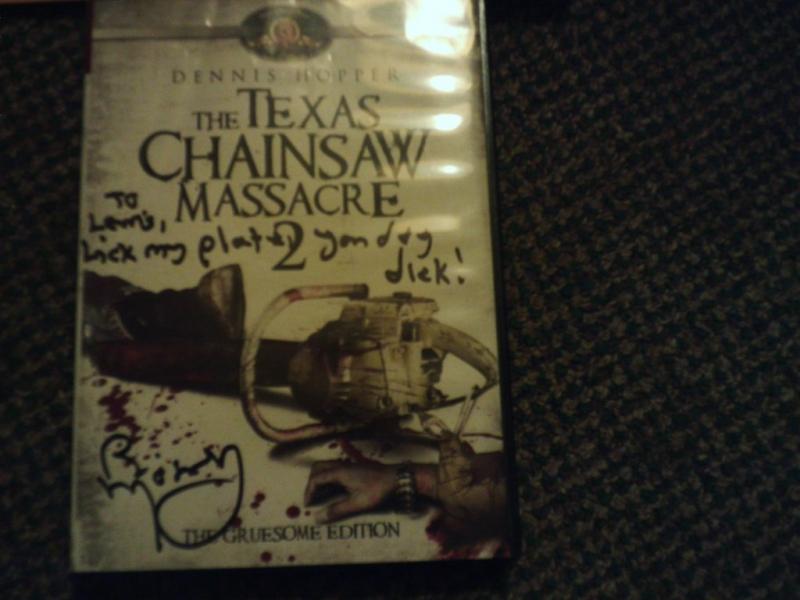 DENNIS HOPPER
THE TEXAS
CHAINSAW
MASSACRE
2
To
Lewis,
Lick my plate, you dog
dick!
THE GRUESOME EDITION